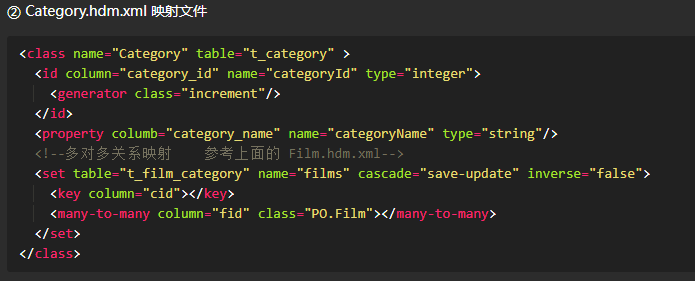 ② Category.hdm.xml 映射文件
<class name="Category" table="t_category" >
<id column="category_id" name="categoryId" type="integer">
<generator class="increment"/>
</id>
<property columb="category_name" name="categoryName" type="string"/>
<!--多对多关系映射    参考上面的 Film.hdm.xml-->
<set table="t_film_category" name="films" cascade="save-update" inverse="false">
<key column="cid"></key>
<many-to-many column="fid" class="PO.Film"></many-to-many>
</set>
</class>